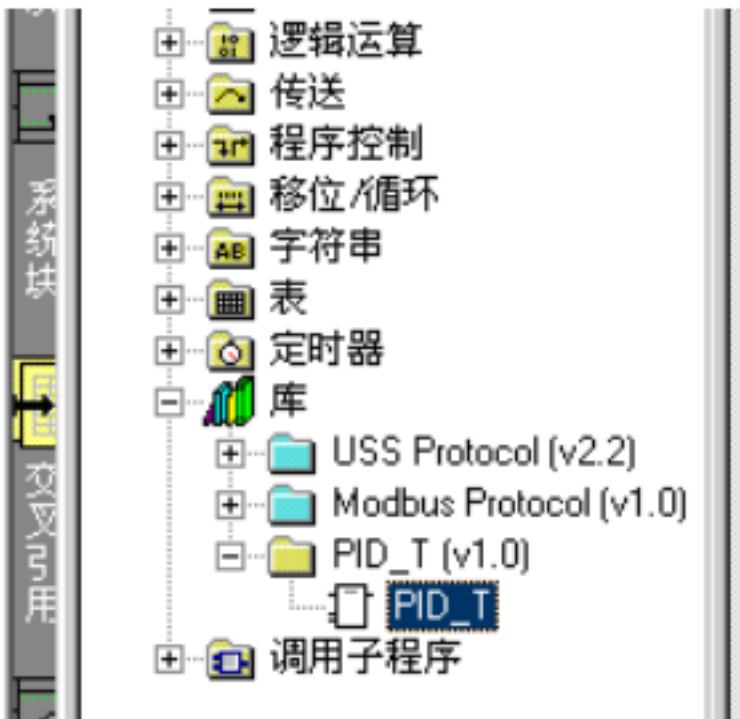 逻辑运算
传送
程序控制
移位/循环
字符串
表
定时器
库
USS Protocol (v2.2)
Modbus Protocol (v1.0)
PID_T (v1.0)
PID_T
调用子程序
系统块
交叉引用